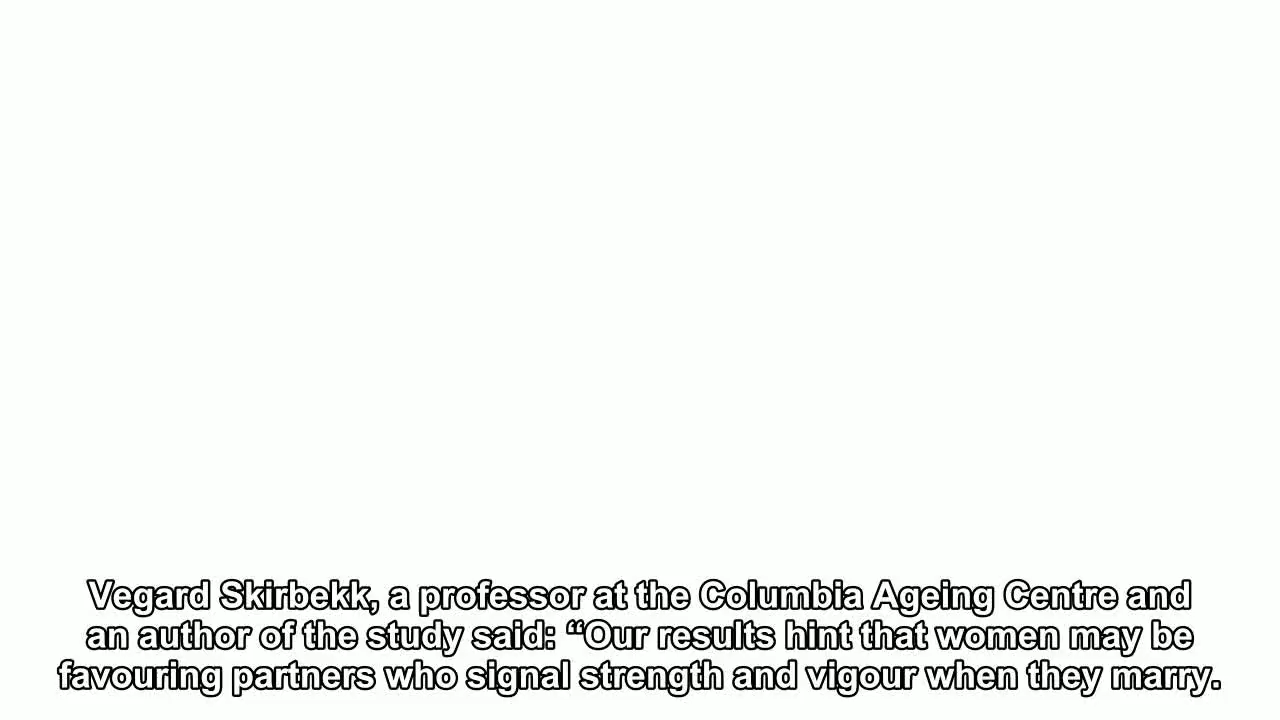 Vegard Skirbekk, a professor at the Columbia Ageing Centre and
an author of the study said: “Our results hint that women may be
favouring partners who signal strength and vigour when they marry.